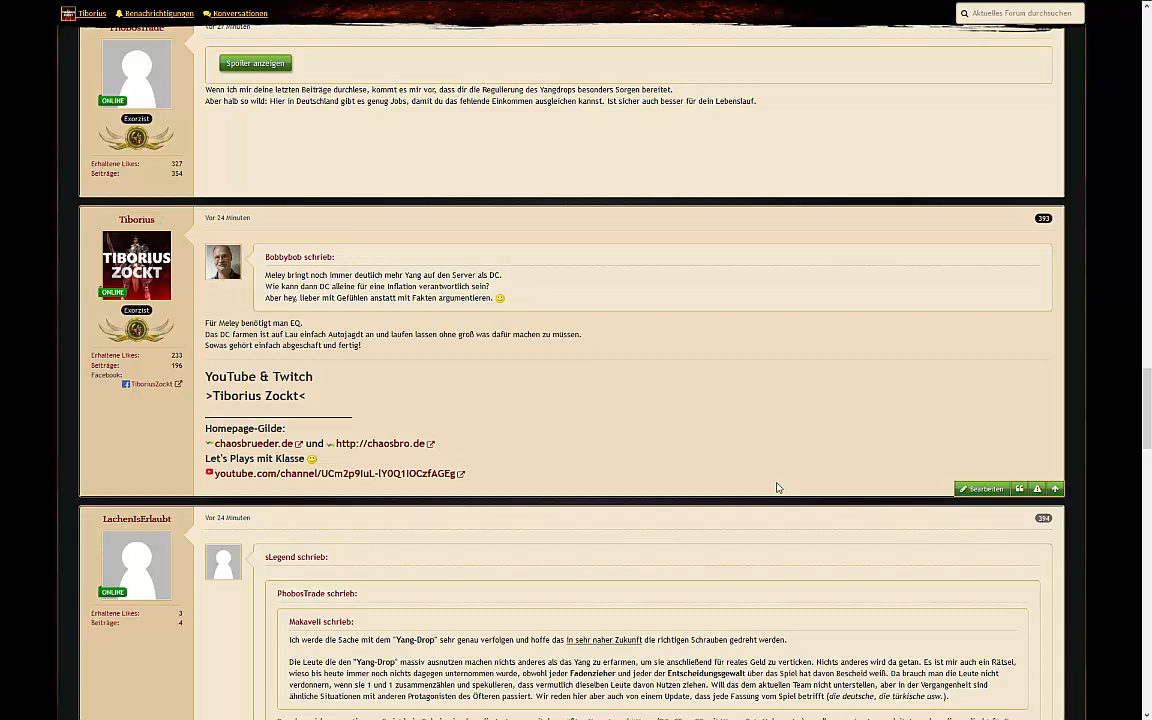 Tiborius Benachrichtigungen Konversationen
Aktuelles Forum durchsuchen
PhobosTrade
Vor 27 Minuten
Spoiler anzeigen
ONLINE
Wenn ich mir deine letzten Beiträge durchlese, kommt es mir vor, dass dir die Regulierung des Yangdrops besonders Sorgen bereitet.
Aber halb so wild: Hier in Deutschland gibt es genug Jobs, damit du das fehlende Einkommen ausgleichen kannst. Ist sicher auch besser für dein Lebenslauf.
Exorzist
Erhaltene Likes: 327
Beiträge: 354
Tiborius
Vor 24 Minuten
393
TIBORIUS
ZOCKT
ONLINE
Exorzist
Erhaltene Likes: 233
Beiträge: 196
Facebook:
TiboriusZockt
Bobbybob schrieb:
Meley bringt noch immer deutlich mehr Yang auf den Server als DC.
Wie kann dann DC alleine für eine Inflation verantwortlich sein?
Aber hey, lieber mit Gefühlen anstatt mit Fakten argumentieren.
Für Meley benötigt man EQ.
Das DC farmen ist auf Lau einfach Autojagdt an und laufen lassen ohne groß was dafür machen zu müssen.
Sowas gehört einfach abgeschaft und fertig!
YouTube & Twitch
>Tiborius Zockt<
Homepage-Gilde:
chaosbrueder.de und http://chaosbro.de
Let's Plays mit Klasse
youtube.com/channel/UCm2p9IuL-lY0Q1IOCzfAGEg
Bearbeiten
LachenIsErlaubt
Vor 24 Minuten
394
ONLINE
Erhaltene Likes: 3
Beiträge: 4
sLegend schrieb:
PhobosTrade schrieb:
Makaveli schrieb:
Ich werde die Sache mit dem "Yang-Drop" sehr genau verfolgen und hoffe das in sehr naher Zukunft die richtigen Schrauben gedreht werden.
Die Leute die den "Yang-Drop" massiv ausnutzen machen nichts anderes als das Yang zu erfarmen, um sie anschließend für reales Geld zu verticken. Nichts anderes wird da getan. Es ist mir auch ein Rätsel,
wieso bis heute immer noch nichts dagegen unternommen wurde, obwohl jeder Fadenzieher und jeder der Entscheidungsgewalt über das Spiel hat davon Bescheid weiß. Da brauch man die Leute nicht
verdonnern, wenn sie 1 und 1 zusammenzählen und spekulieren, dass vermutlich dieselben Leute davon Nutzen ziehen. Will das dem aktuellen Team nicht unterstellen, aber in der Vergangenheit sind
ähnliche Situationen mit anderen Protagonisten des Öfteren passiert. Wir reden hier aber auch von einem Update, dass jede Fassung vom Spiel betrifft (die deutsche, die türkische usw.).